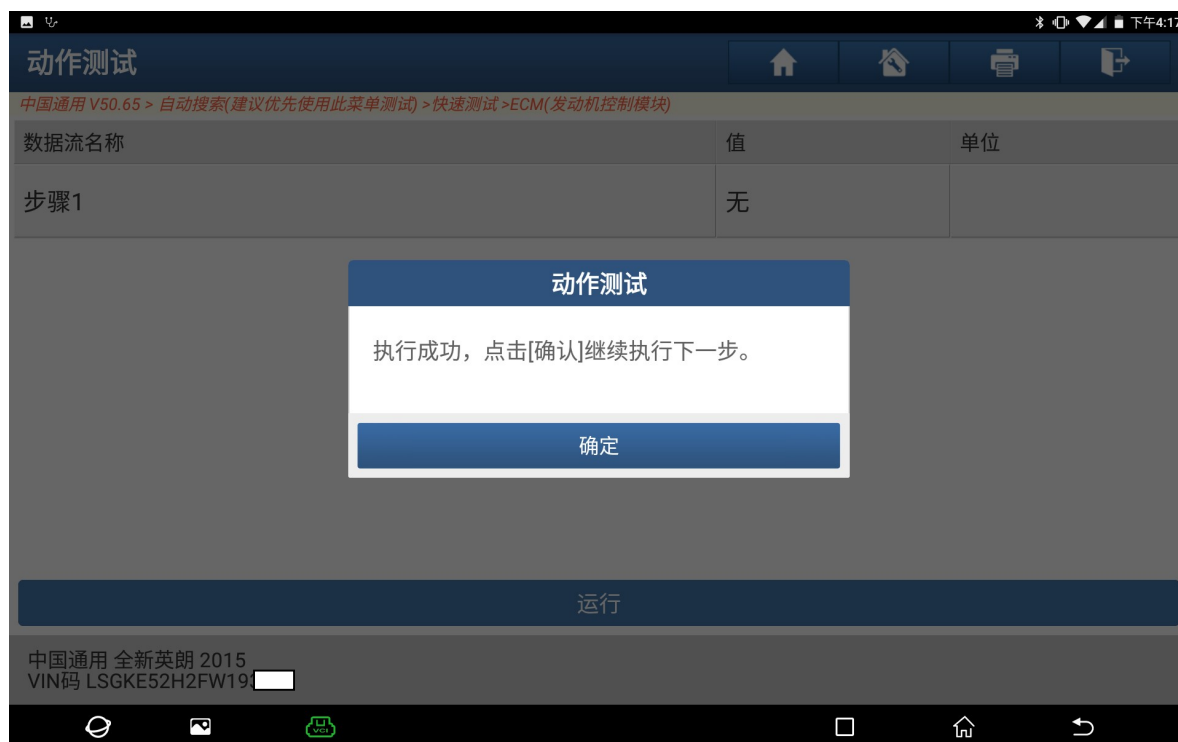 下午4:17
动作测试
中国通用 V50.65 > 自动搜索(建议优先使用此菜单测试) >快速测试 >ECM(发动机控制模块)
数据流名称 值 单位
步骤1 无
动作测试
执行成功，点击[确认]继续执行下一步。
确定
运行
中国通用 全新英朗 2015
VIN码 LSGKE52H2FW19
VCI